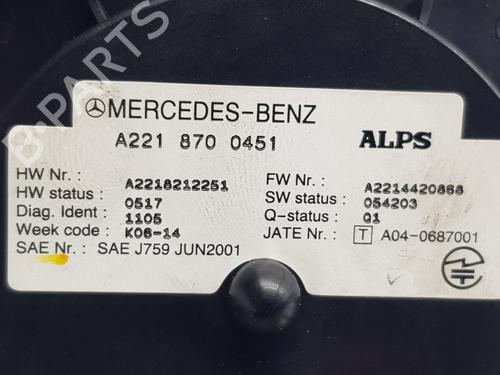 B-PARTS
MERCEDES-BENZ
A221 870 0451 ALPS
HW Nr. : A2218212251 FW Nr. : A2214420868
HW status : 0517 SW status : 054203
Diag. Ident : 1105 Q-status : Q1
Week code : K06-14 JATE Nr. : T A04-0687001
SAE Nr. : SAE J759 JUN2001